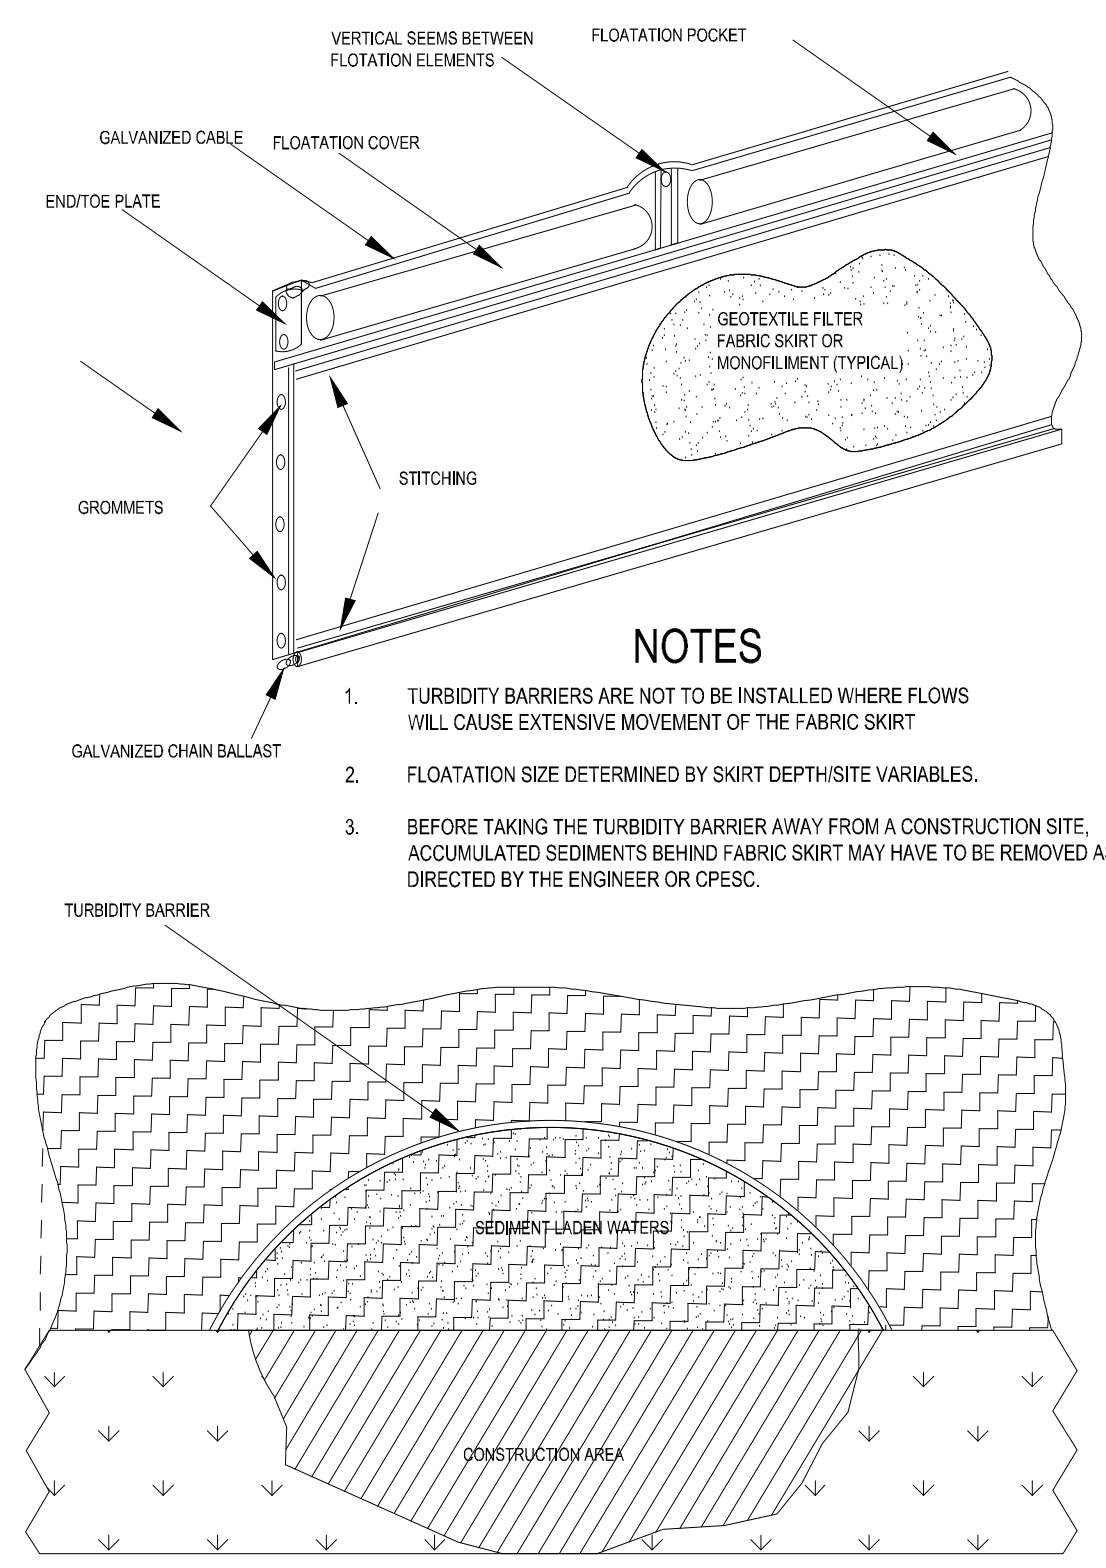 VERTICAL SEEMS BETWEEN
FLOTATION ELEMENTS
FLOATATION POCKET
GALVANIZED CABLE
FLOATATION COVER
END/TOE PLATE
GEOTEXTILE FILTER
FABRIC SKIRT OR
MONOFILIMENT (TYPICAL)
STITCHING
GROMMETS
GALVANIZED CHAIN BALLAST
NOTES
1. TURBIDITY BARRIERS ARE NOT TO BE INSTALLED WHERE FLOWS
WILL CAUSE EXTENSIVE MOVEMENT OF THE FABRIC SKIRT
2. FLOATATION SIZE DETERMINED BY SKIRT DEPTH/SITE VARIABLES.
3. BEFORE TAKING THE TURBIDITY BARRIER AWAY FROM A CONSTRUCTION SITE,
ACCUMULATED SEDIMENTS BEHIND FABRIC SKIRT MAY HAVE TO BE REMOVED
DIRECTED BY THE ENGINEER OR CPESC.
TURBIDITY BARRIER
SEDIMENT LADEN WATERS
CONSTRUCTION AREA